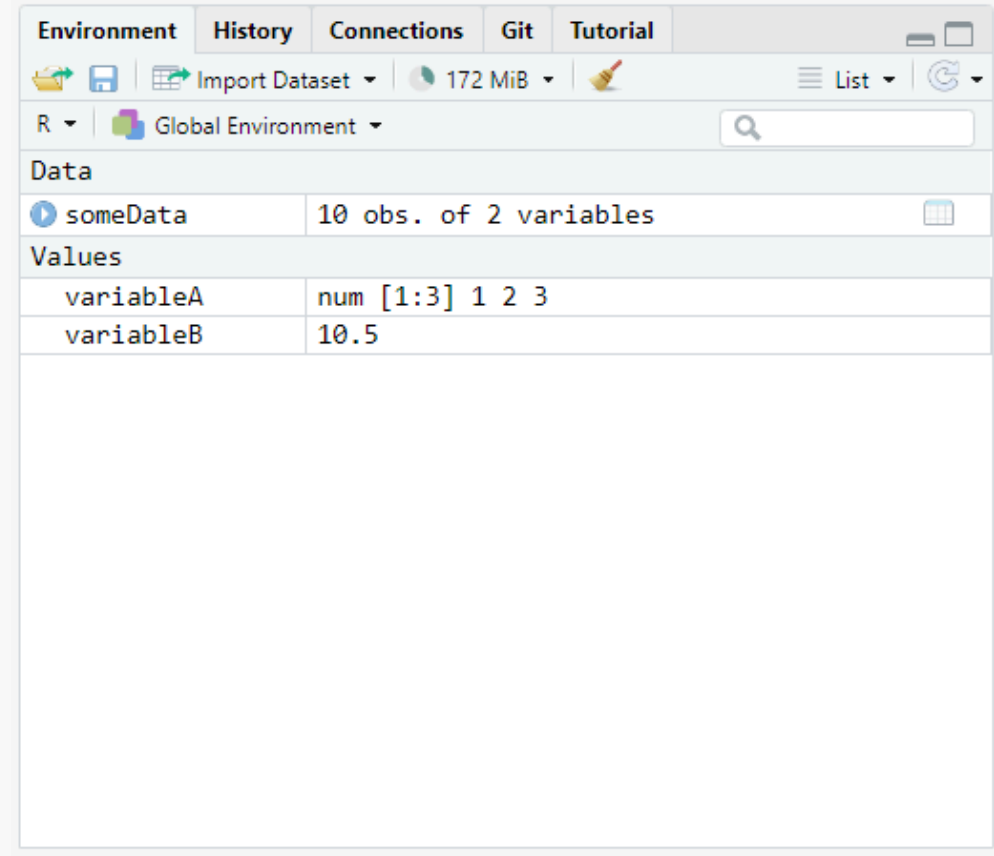 Environment History Connections Git Tutorial
Import Dataset 172 MiB List
R Global Environment
Data
someData 10 obs. of 2 variables
Values
variableA num [1:3] 1 2 3
variableB 10.5